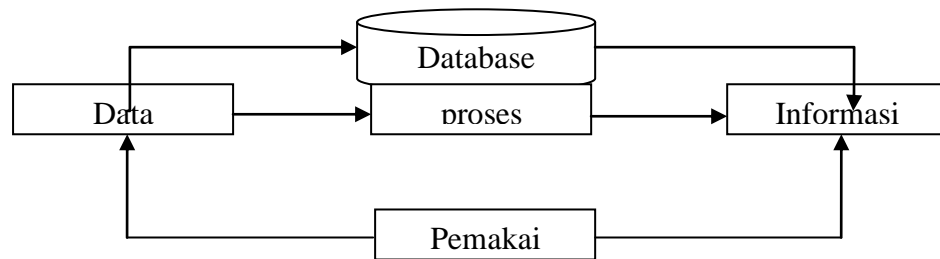 Database
Data
proses
Informasi
Pemakai